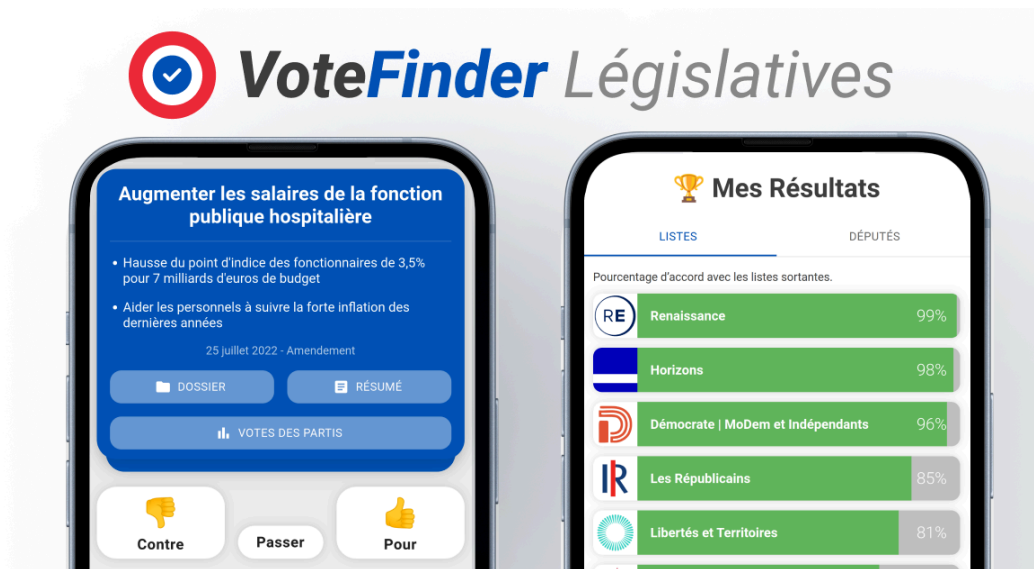 VoteFinder Législatives
Augmenter les salaires de la fonction
publique hospitalière
• Hausse du point d'indice des fonctionnaires de 3,5%
pour 7 milliards d'euros de budget
• Aider les personnels à suivre la forte inflation des
dernières années
25 juillet 2022 - Amendement
DOSSIER
RÉSUMÉ
VOTES DES PARTIS
Contre
Passer
Pour
🏆 Mes Résultats
LISTES
DÉPUTÉS
Pourcentage d'accord avec les listes sortantes.
RE Renaissance 99%
Horizons 98%
Démocrate | MoDem et Indépendants 96%
lR Les Républicains 85%
Libertés et Territoires 81%